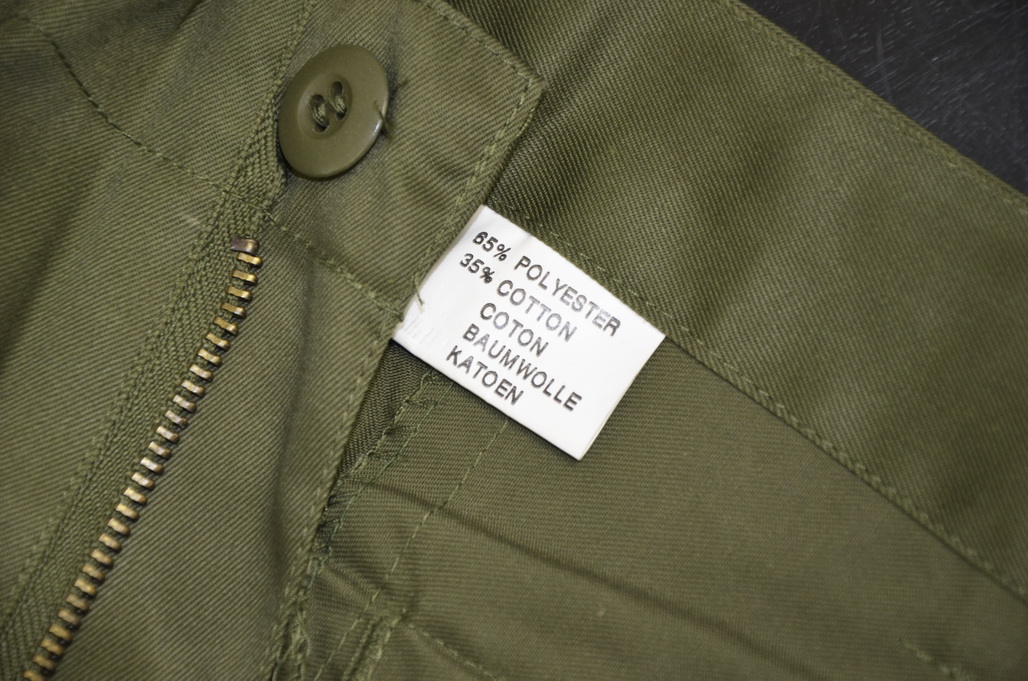 65% POLYESTER
35% COTTON
COTON
BAUMWOLLE
KATOEN